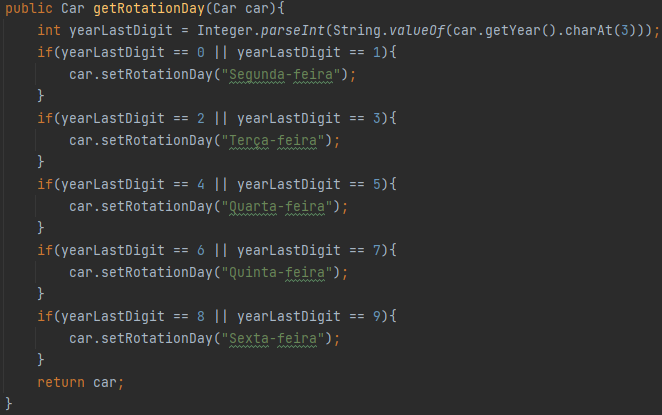 public Car getRotationDay(Car car){
int yearLastDigit = Integer.parseInt(String.valueOf(car.getYear().charAt(3)));
if(yearLastDigit == 0 || yearLastDigit == 1){
car.setRotationDay("Segunda-feira");
}
if(yearLastDigit == 2 || yearLastDigit == 3){
car.setRotationDay("Terça-feira");
}
if(yearLastDigit == 4 || yearLastDigit == 5){
car.setRotationDay("Quarta-feira");
}
if(yearLastDigit == 6 || yearLastDigit == 7){
car.setRotationDay("Quinta-feira");
}
if(yearLastDigit == 8 || yearLastDigit == 9){
car.setRotationDay("Sexta-feira");
}
return car;
}